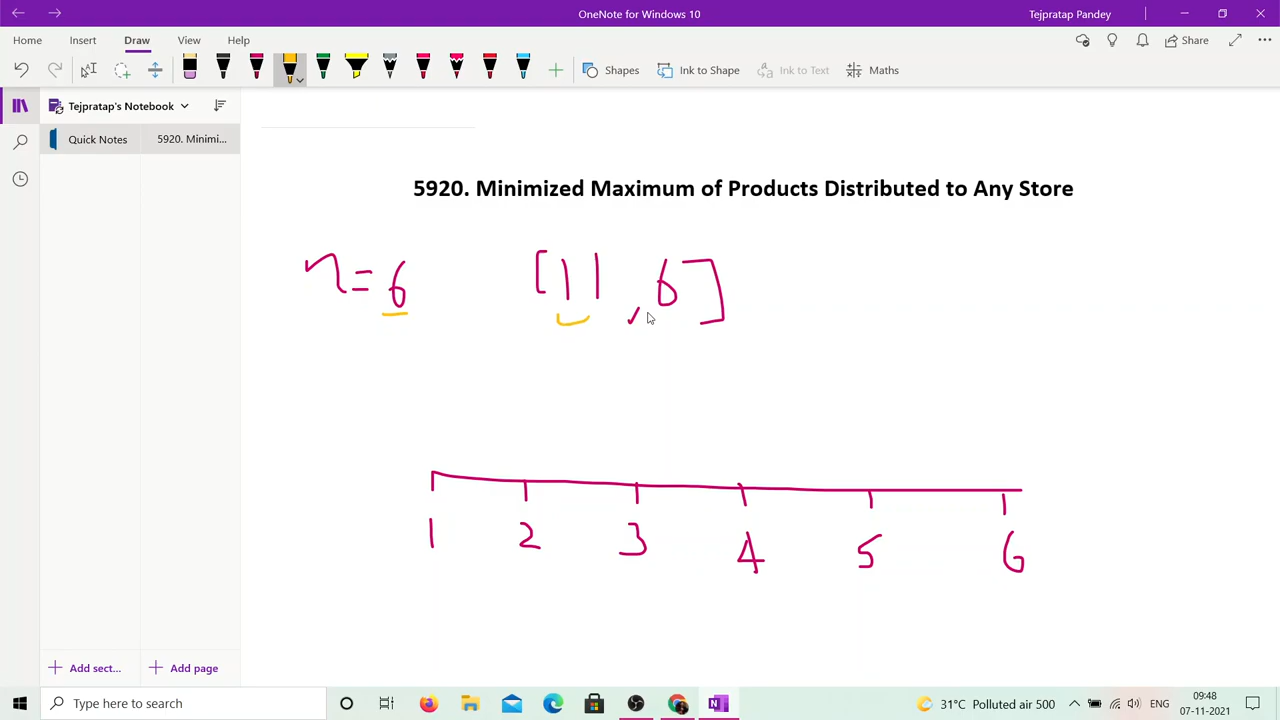 OneNote for Windows 10
Tejpratap Pandey
Home Insert Draw View Help
Share
Shapes
Ink to Shape
Ink to Text
Maths
Tejpratap's Notebook
Quick Notes
5920. Minimi...
5920. Minimized Maximum of Products Distributed to Any Store
n=6 [11,6]
1 2 3 4 5 6
Add sect...
Add page
Type here to search
31°C Polluted air 500
ENG
09:48
07-11-2021